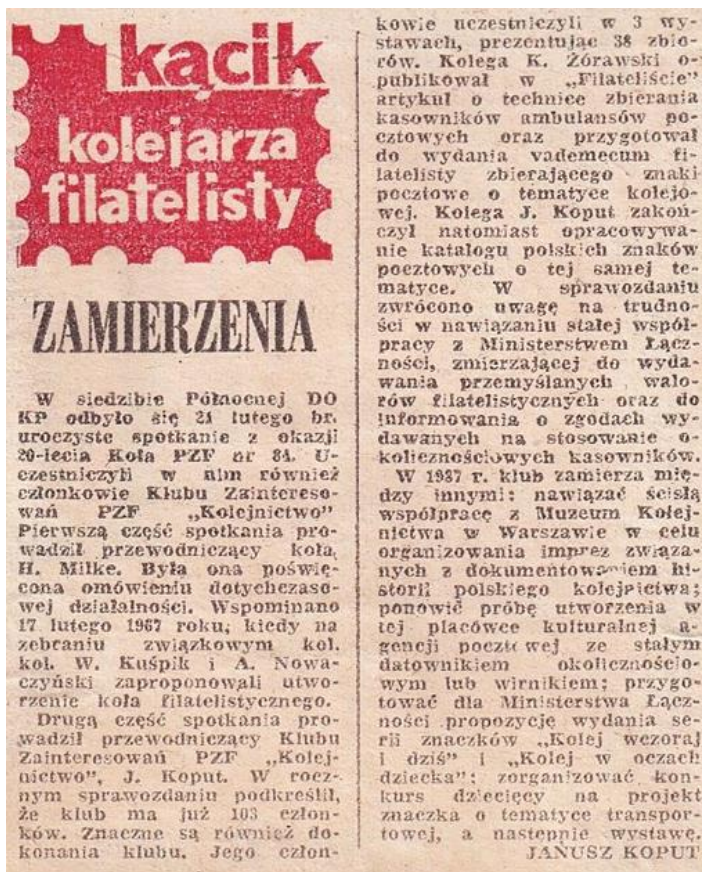 kącik
kolejarza
filatelisty
ZAMIERZENIA
W siedzibie Północnej DO
KP odbyło się 21 lutego br.
uroczyste spotkanie z okazji
20-lecia Koła PZF nr 84. U-
czestniczyli w nim również
członkowie Klubu Zaintereso-
wań PZF „Kolejnictwo”
Pierwszą część spotkania pro-
wadził przewodniczący koła,
H. Milke. Była ona poświę-
cona omówieniu dotychczaso-
wej działalności. Wspominano
17 lutego 1967 roku, kiedy na
zebraniu związkowym kol.
kol. W. Kuśpik i A. Nowa-
czyński zaproponowali utwo-
rzenie koła filatelistycznego.
Drugą część spotkania pro-
wadził przewodniczący Klubu
Zainteresowań PZF „Kolej-
nictwo”, J. Koput. W rocz-
nym sprawozdaniu podkreślił,
że klub ma już 103 człon-
ków. Znaczne są również do-
konania klubu. Jego człon-
kowie uczestniczyli w 3 wy-
stawach, prezentując 38 zbio-
rów. Kolega K. Żórawski o-
publikował w „Filateliście”
artykuł o technice zbierania
kasowników ambulansów po-
cztowych oraz przygotował
do wydania vademecum fi-
latelisty zbierającego znaki
pocztowe o tematyce kolejo-
wej. Kolega J. Koput zakoń-
czył natomiast opracowywa-
nie katalogu polskich znaków
pocztowych o tej samej te-
matyce. W sprawozdaniu
zwrócono uwagę na trudno-
ści w nawiązaniu stałej współ-
pracy z Ministerstwem Łącz-
ności, zmierzającej do wyda-
wania przemyślanych walo-
rów filatelistycznych oraz do
informowania o zgodach wy-
dawanych na stosowanie o-
kolicznościowych kasowników.
W 1987 r. klub zamierza mię-
dzy innymi: nawiązać ścisłą
współpracę z Muzeum Kolej-
nictwa w Warszawie w celu
organizowania imprez związa-
nych z dokumentowaniem hi-
storii polskiego kolejnictwa;
ponowić próbę utworzenia w
tej placówce kulturalnej a-
gencji pocztowej ze stałym
datownikiem okolicznościo-
wym lub wirnikiem; przygo-
tować dla Ministerstwa Łącz-
ności propozycję wydania se-
rii znaczków „Kolej wczoraj
i dziś” i „Kolej w oczach
dziecka”; zorganizować kon-
kurs dziecięcy na projekt
znaczka o tematyce transpor-
towej, a następnie wystawę.
JANUSZ KOPUT